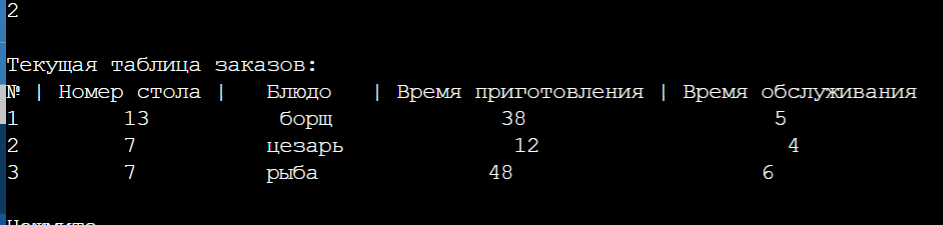 2
Текущая таблица заказов:
№ | Номер стола | Блюдо | Время приготовления | Время обслуживания
1 13 борщ 38 5
2 7 цезарь 12 4
3 7 рыба 48 6
Нажмите